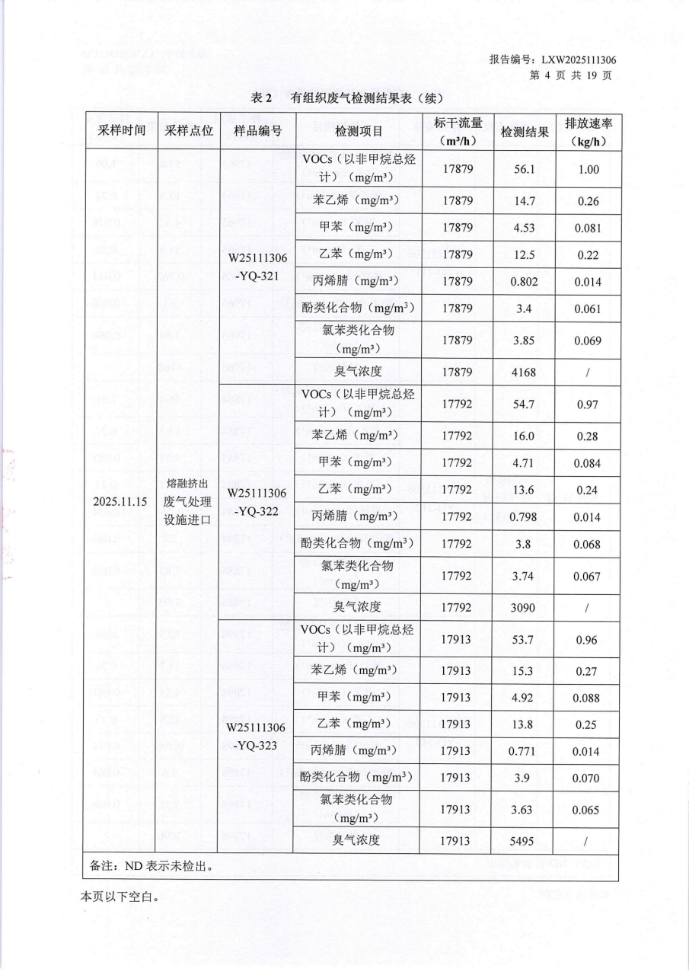 报告编号：LXW2025111306
第 4 页 共 19 页
表 2 有组织废气检测结果表（续）
采样时间 采样点位 样品编号 检测项目 标干流量（m³/h） 检测结果 排放速率（kg/h）
2025.11.15 熔融挤出废气处理设施进口
W25111306-YQ-321
VOCs（以非甲烷总烃计）（mg/m³） 17879 56.1 1.00
苯乙烯（mg/m³） 17879 14.7 0.26
甲苯（mg/m³） 17879 4.53 0.081
乙苯（mg/m³） 17879 12.5 0.22
丙烯腈（mg/m³） 17879 0.802 0.014
酚类化合物（mg/m³） 17879 3.4 0.061
氯苯类化合物（mg/m³） 17879 3.85 0.069
臭气浓度 17879 4168 /
W25111306-YQ-322
VOCs（以非甲烷总烃计）（mg/m³） 17792 54.7 0.97
苯乙烯（mg/m³） 17792 16.0 0.28
甲苯（mg/m³） 17792 4.71 0.084
乙苯（mg/m³） 17792 13.6 0.24
丙烯腈（mg/m³） 17792 0.798 0.014
酚类化合物（mg/m³） 17792 3.8 0.068
氯苯类化合物（mg/m³） 17792 3.74 0.067
臭气浓度 17792 3090 /
W25111306-YQ-323
VOCs（以非甲烷总烃计）（mg/m³） 17913 53.7 0.96
苯乙烯（mg/m³） 17913 15.3 0.27
甲苯（mg/m³） 17913 4.92 0.088
乙苯（mg/m³） 17913 13.8 0.25
丙烯腈（mg/m³） 17913 0.771 0.014
酚类化合物（mg/m³） 17913 3.9 0.070
氯苯类化合物（mg/m³） 17913 3.63 0.065
臭气浓度 17913 5495 /
备注：ND 表示未检出。
本页以下空白。